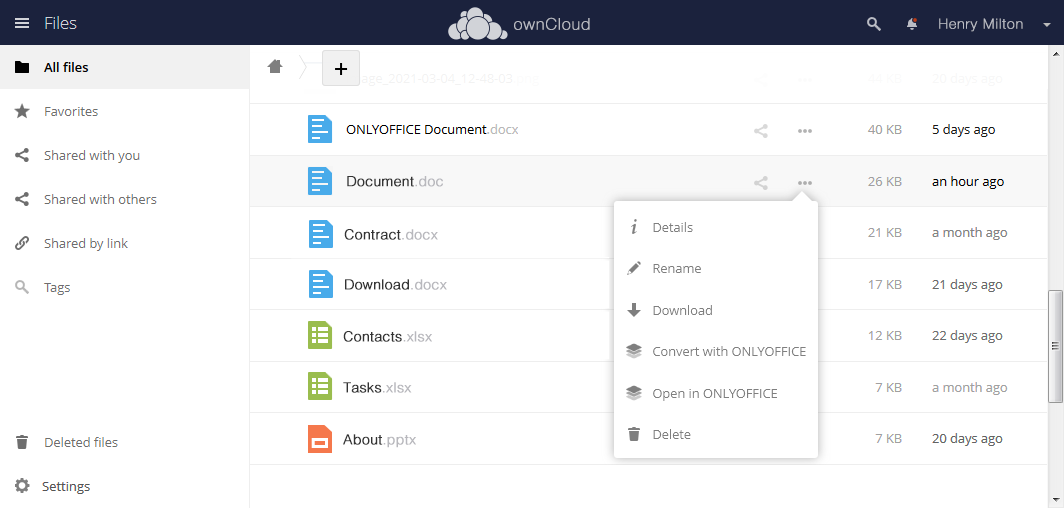 Files
ownCloud
Henry Milton
All files
+
age_2021-03-04_12-48-03
44 KB
20 days ago
Favorites
ONLYOFFICE Document.docx
40 KB
5 days ago
Shared with you
Document.doc
26 KB
an hour ago
Shared with others
Details
Contract.docx
21 KB
a month ago
Shared by link
Rename
Tags
Download.docx
17 KB
21 days ago
Download
Contacts.xlsx
12 KB
22 days ago
Convert with ONLYOFFICE
Tasks.xlsx
7 KB
a month ago
Open in ONLYOFFICE
Deleted files
About.pptx
7 KB
20 days ago
Delete
Settings